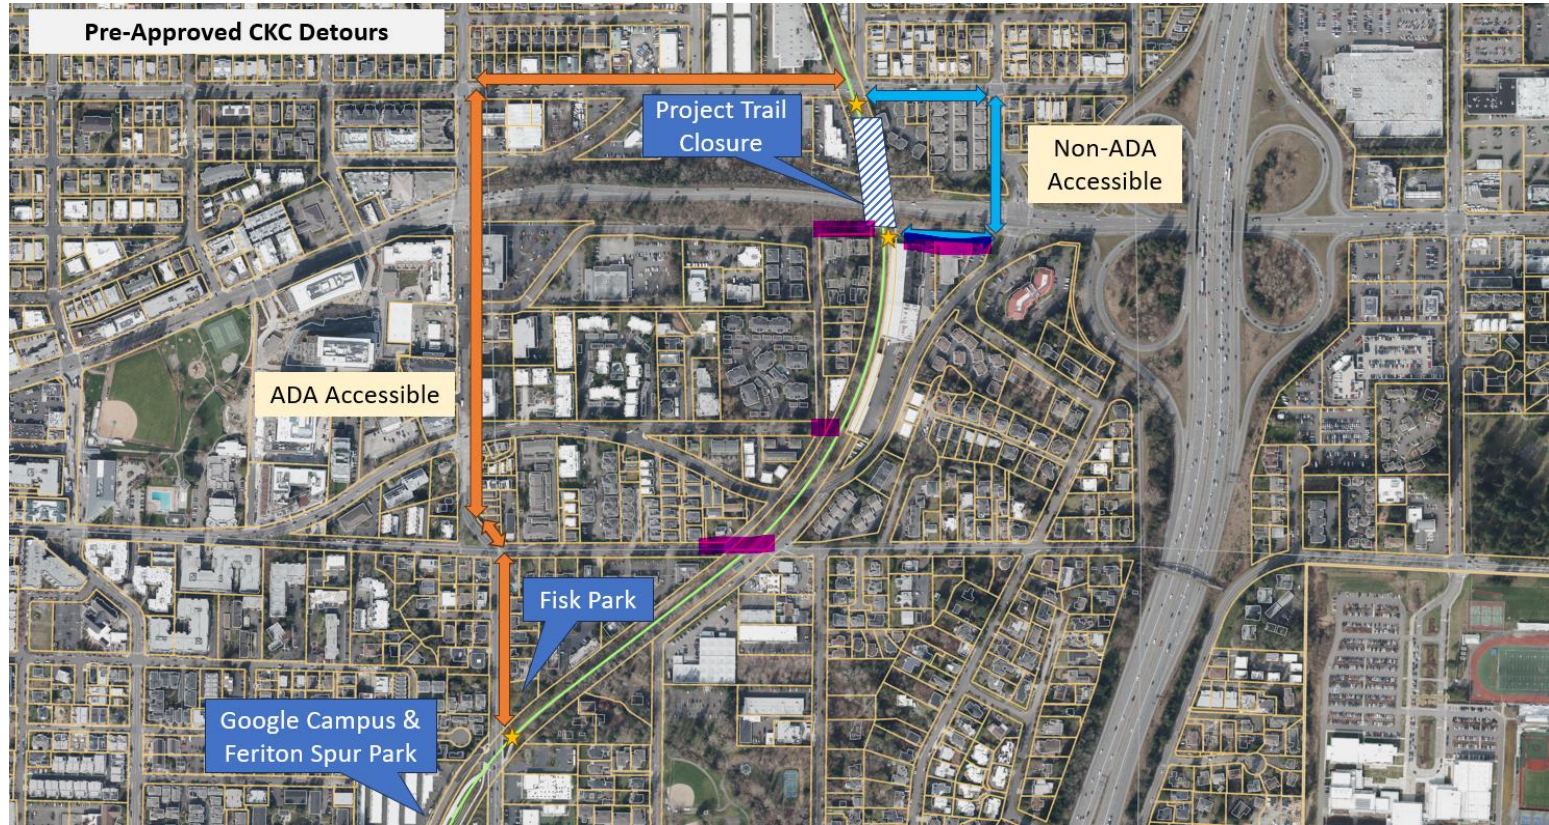 Pre-Approved CKC Detours
Project Trail
Closure
Non-ADA
Accessible
ADA Accessible
Fisk Park
Google Campus &
Feriton Spur Park